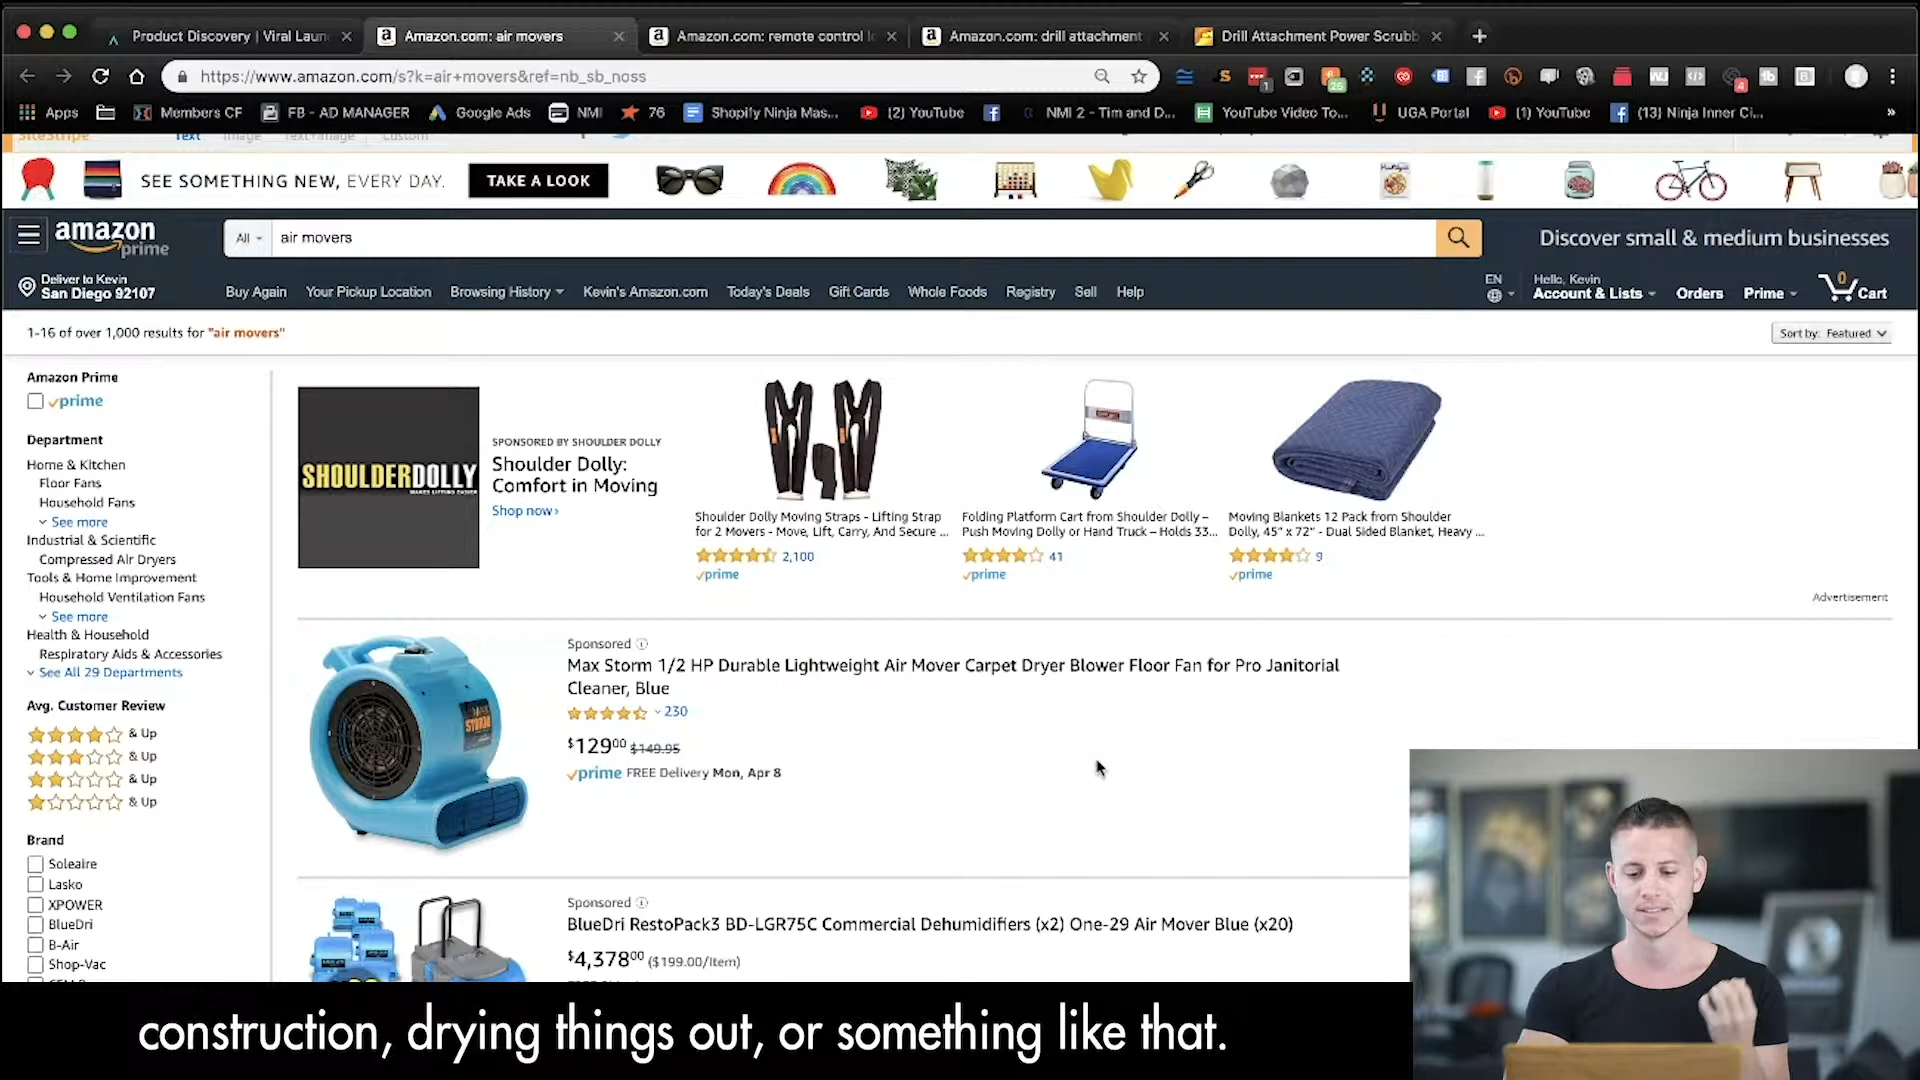 Product Discovery | Viral Laun
Amazon.com: air movers
Amazon.com: remote control l
Amazon.com: drill attachment
Drill Attachment Power Scrubb
https://www.amazon.com/s?k=air+movers&ref=nb_sb_noss
Apps
Members CF
FB - AD MANAGER
Google Ads
NMI
76
Shopify Ninja Mas...
(2) YouTube
NMI 2 - Tim and D...
YouTube Video To...
UGA Portal
(1) YouTube
(13) Ninja Inner Ci...
SiteStripe Text Image Text+Image Custom
SEE SOMETHING NEW, EVERY DAY. TAKE A LOOK
amazon prime
All
air movers
Discover small & medium businesses
Deliver to Kevin
San Diego 92107
Buy Again Your Pickup Location Browsing History Kevin's Amazon.com Today's Deals Gift Cards Whole Foods Registry Sell Help
EN
Hello, Kevin
Account & Lists
Orders
Prime
0
Cart
1-16 of over 1,000 results for "air movers"
Sort by: Featured
Amazon Prime
prime
Department
Home & Kitchen
Floor Fans
Household Fans
See more
Industrial & Scientific
Compressed Air Dryers
Tools & Home Improvement
Household Ventilation Fans
See more
Health & Household
Respiratory Aids & Accessories
See All 29 Departments
Avg. Customer Review
& Up
& Up
& Up
& Up
Brand
Soleaire
Lasko
XPOWER
BlueDri
B-Air
Shop-Vac
SHOULDERDOLLY
MAKES LIFTING EASIER
SPONSORED BY SHOULDER DOLLY
Shoulder Dolly:
Comfort in Moving
Shop now›
Shoulder Dolly Moving Straps - Lifting Strap
for 2 Movers - Move, Lift, Carry, And Secure ...
2,100
prime
Folding Platform Cart from Shoulder Dolly –
Push Moving Dolly or Hand Truck – Holds 33...
41
prime
Moving Blankets 12 Pack from Shoulder
Dolly, 45" x 72" - Dual Sided Blanket, Heavy ...
9
prime
Advertisement
STORM
Sponsored
Max Storm 1/2 HP Durable Lightweight Air Mover Carpet Dryer Blower Floor Fan for Pro Janitorial
Cleaner, Blue
230
$129⁰⁰ $149.95
prime FREE Delivery Mon, Apr 8
Sponsored
BlueDri RestoPack3 BD-LGR75C Commercial Dehumidifiers (x2) One-29 Air Mover Blue (x20)
$4,378⁰⁰ ($199.00/Item)
construction, drying things out, or something like that.